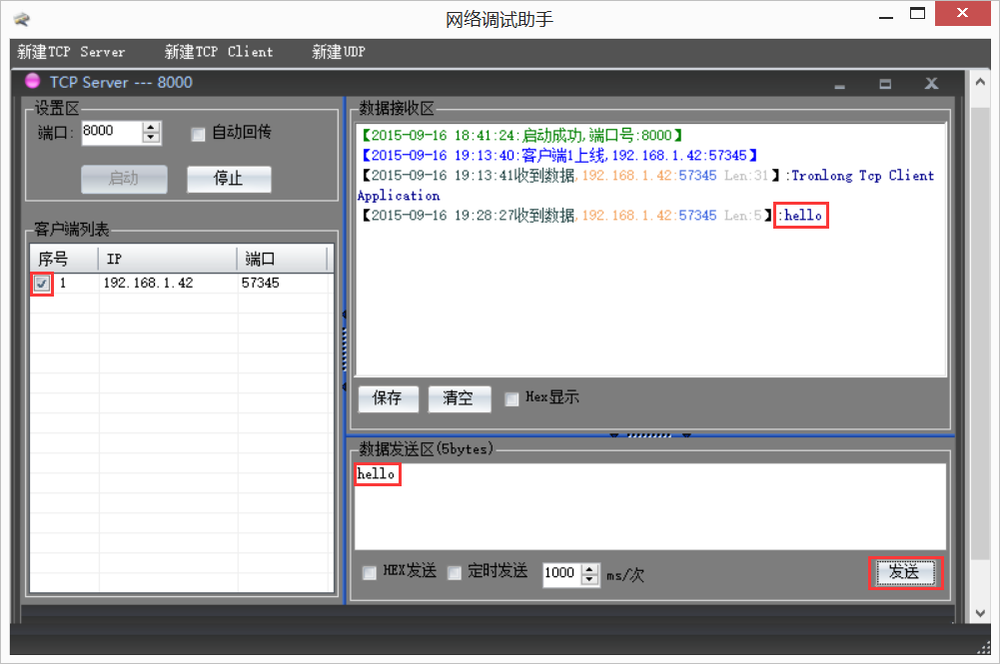 网络调试助手
新建TCP Server 新建TCP Client 新建UDP
TCP Server --- 8000
设置区
端口: 8000 自动回传
启动 停止
客户端列表
序号 IP 端口
1 192.168.1.42 57345
数据接收区
【2015-09-16 18:41:24:启动成功,端口号:8000】
【2015-09-16 19:13:40:客户端1上线,192.168.1.42:57345】
【2015-09-16 19:13:41收到数据,192.168.1.42:57345 Len:31】:Tronlong Tcp Client
Application
【2015-09-16 19:28:27收到数据,192.168.1.42:57345 Len:5】:hello
保存 清空 Hex显示
数据发送区(5bytes)
hello
HEX发送 定时发送 1000 ms/次 发送